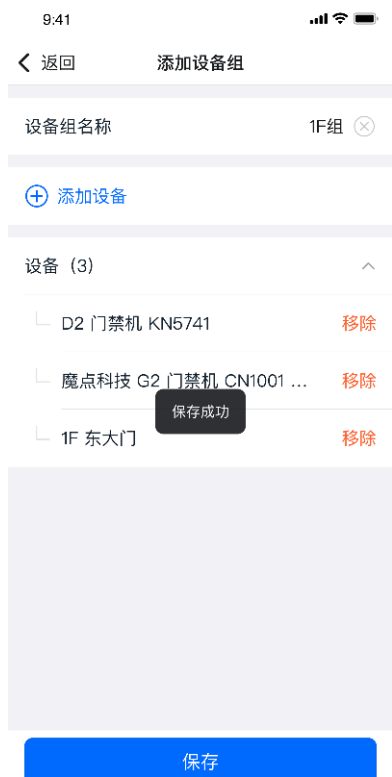 9:41
返回
添加设备组
设备组名称
1F组
添加设备
设备（3）
D2 门禁机 KN5741
移除
魔点科技 G2 门禁机 CN1001 ...
移除
保存成功
1F 东大门
移除
保存